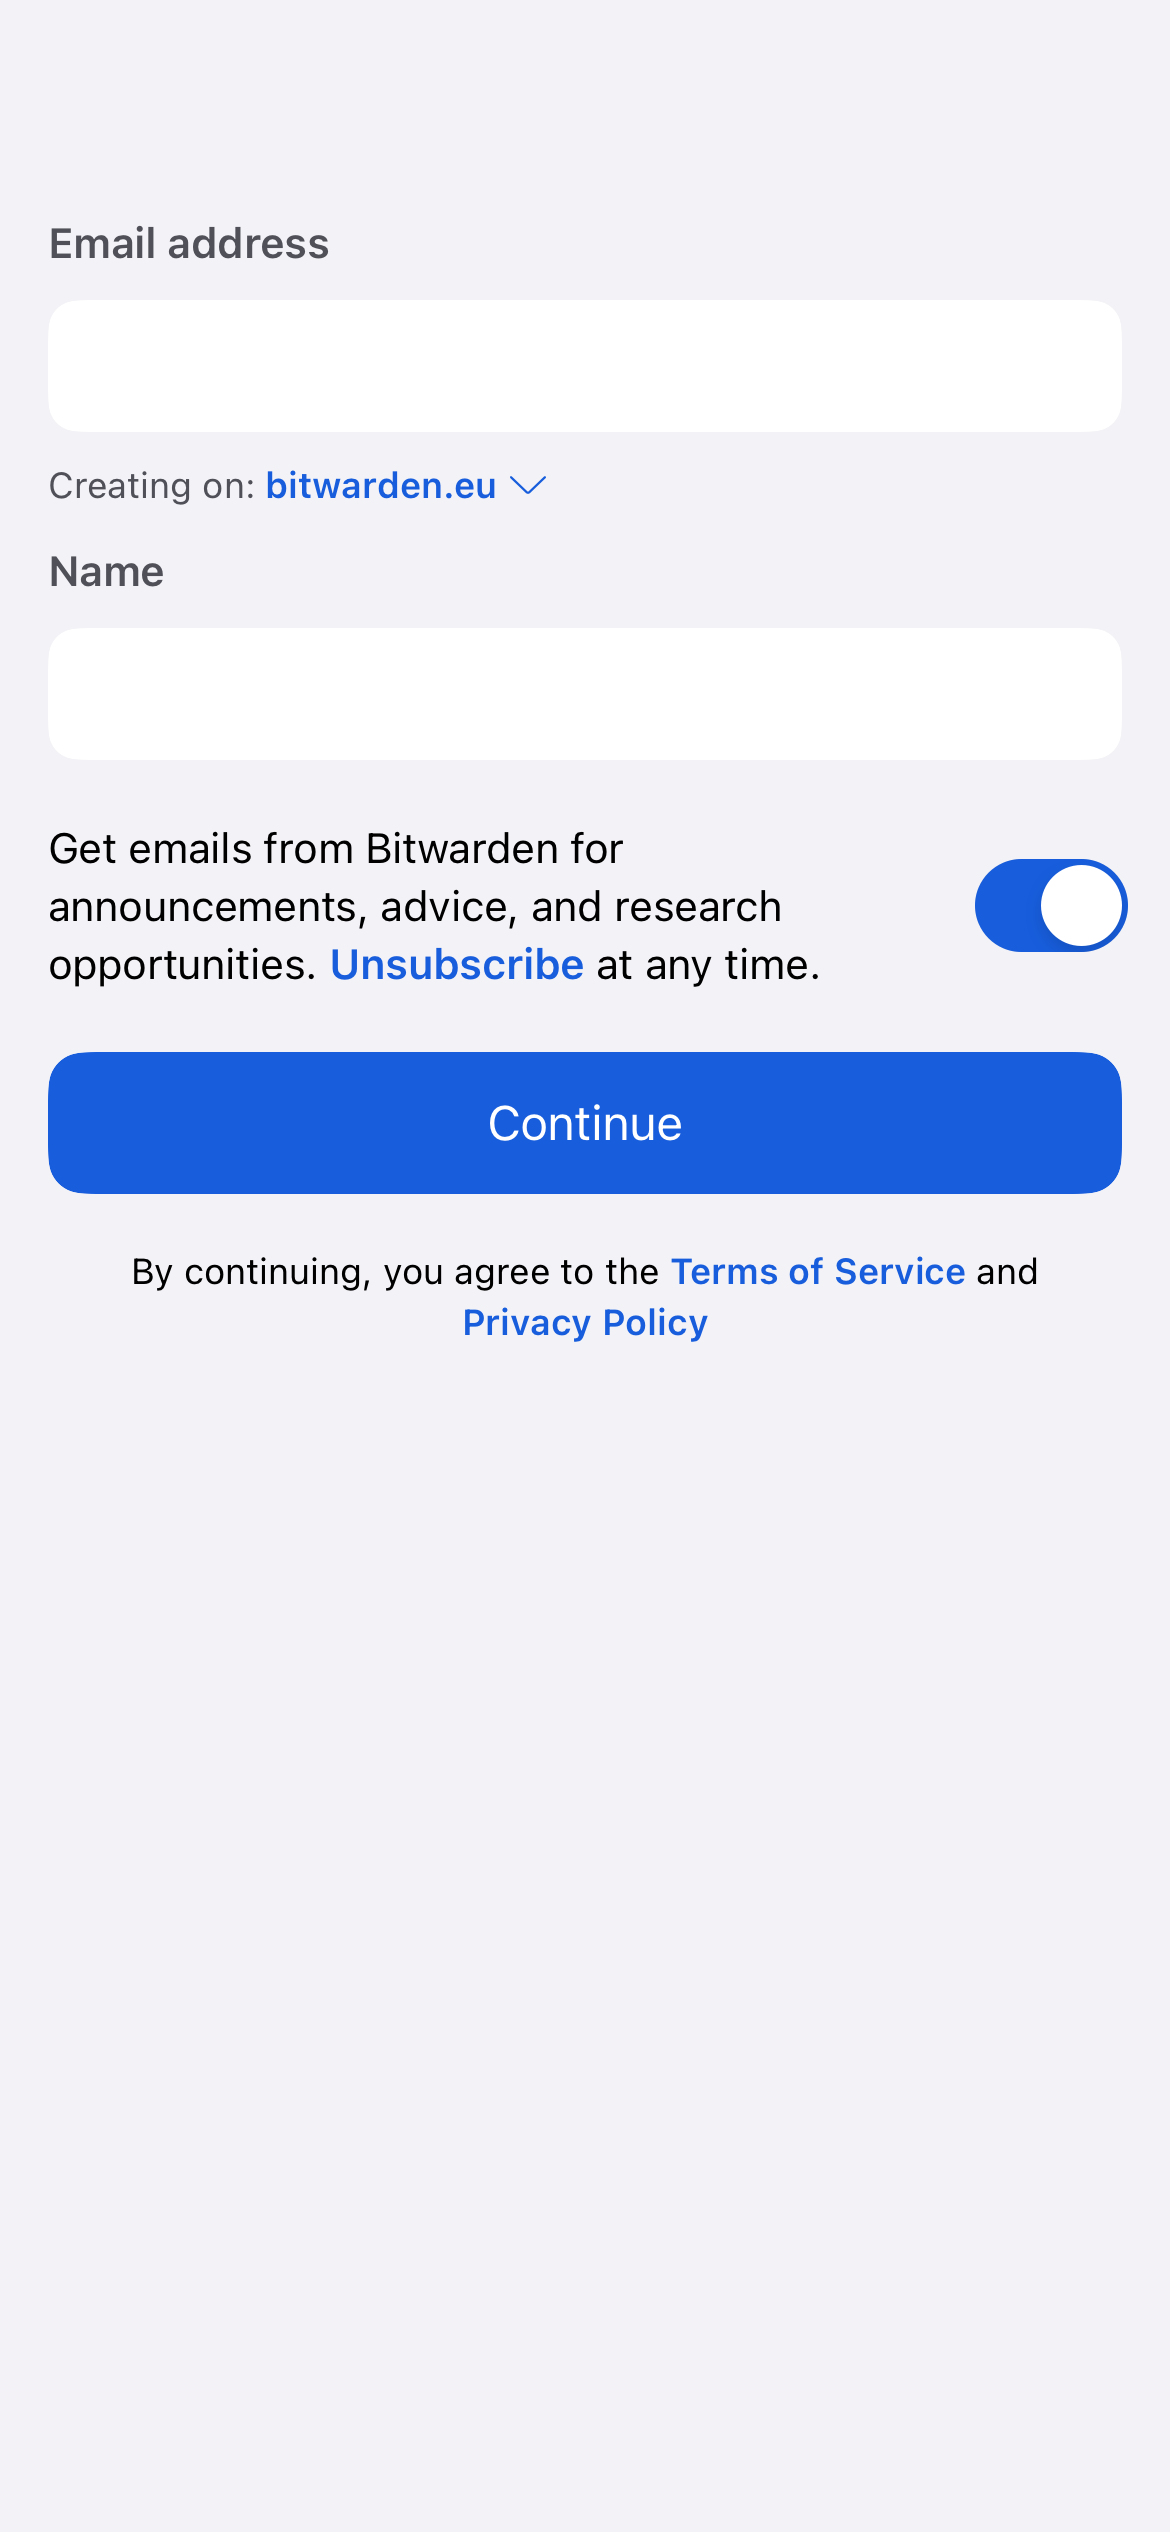 Email address
Creating on: bitwarden.eu
Name
Get emails from Bitwarden for
announcements, advice, and research
opportunities. Unsubscribe at any time.
Continue
By continuing, you agree to the Terms of Service and
Privacy Policy